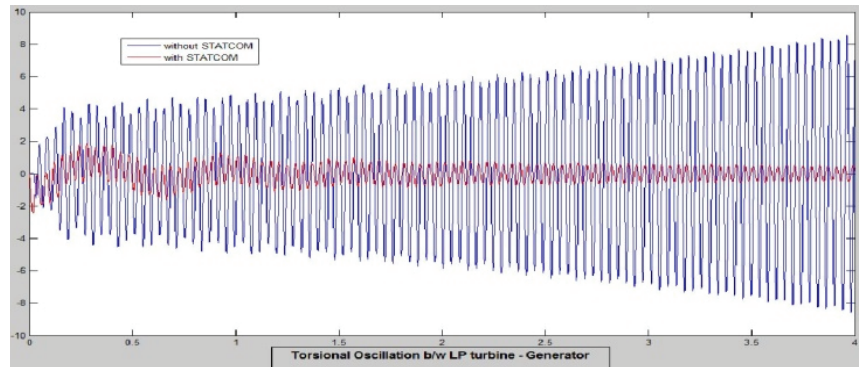 10
8
6
4
2
0
-2
-4
-6
-8
-10
without STATCOM
with STATCOM
0 0.5 1 1.5 2 2.5 3 3.5 4
Torsional Oscillation b/w LP turbine - Generator